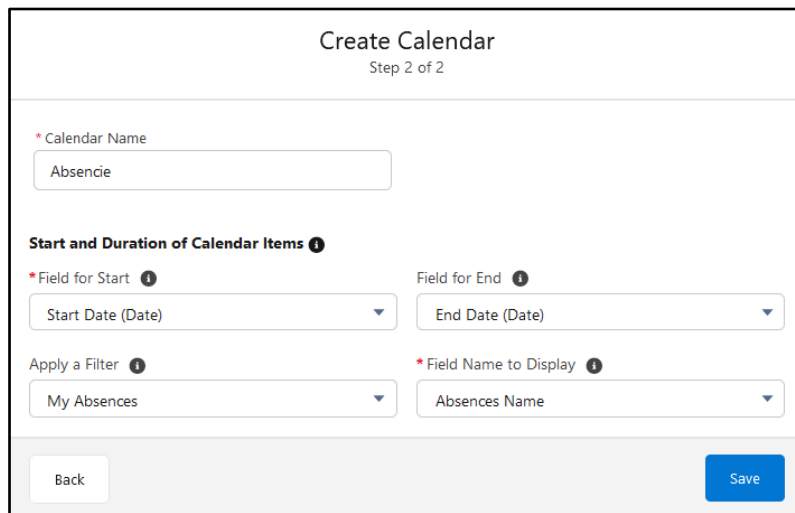 Create Calendar
Step 2 of 2
* Calendar Name
Absencie
Start and Duration of Calendar Items
* Field for Start
Field for End
Start Date (Date)
End Date (Date)
Apply a Filter
* Field Name to Display
My Absences
Absences Name
Back
Save